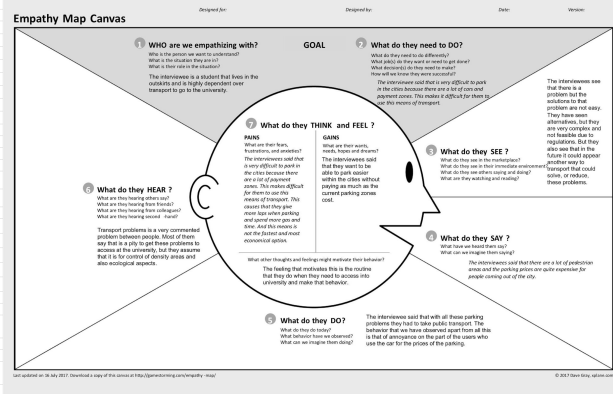 Empathy Map Canvas
Designed for:
Designed by:
Date:
Version:
1 WHO are we empathizing with?
Who is the person we want to understand?
What is the situation they are in?
What is their role in the situation?
The interviewee is a student that lives in the
outskirts and is highly dependent over
transport to go to the university.
GOAL
2 What do they need to DO?
What do they need to do differently?
What job(s) do they want or need to get done?
What decision(s) do they need to make?
How will we know they were successful?
The interviewee said that is very difficult to park
in the cities because there are a lot of cars and
payment zones. This makes it difficult for them to
use this means of transport.
3 What do they SEE ?
What do they see in the marketplace?
What do they see in their immediate environment
What do they see others saying and doing?
What are they watching and reading?
The interviewees see
that there is a
problem but the
solutions to that
problem are not easy.
They have seen
alternatives, but they
are very complex and
not feasible due to
regulations. But they
also see that in the
future it could appear
another way to
transport that could
solve, or reduce,
these problems.
4 What do they SAY ?
What have we heard them say?
What can we imagine them saying?
The interviewees said that there are a lot of pedestrian
areas and the parking prices are quite expensive for
people coming out of the city.
5 What do they DO?
What do they do today?
What behavior have we observed?
What can we imagine them doing?
The interviewee said that with all these parking
problems they had to take public transport. The
behavior that we have observed apart from all this
is that of annoyance on the part of the users who
use the car for the prices of the parking.
6 What do they HEAR ?
What are they hearing others say?
What are they hearing from friends?
What are they hearing from colleagues?
What are they hearing second -hand?
Transport problems is a very commented
problem between people. Most of them
say that is a pity to get these problems to
access at the university, but they assume
that it is for control of density areas and
also ecological aspects.
7 What do they THINK and FEEL ?
PAINS
What are their fears,
frustrations, and anxieties?
The interviewees said that
is very difficult to park in
the cities because there
are a lot of payment
zones. This makes difficult
for them to use this
means of transport. This
causes that they give
more laps when parking
and spend more gas and
time. And this means is
not the fastest and most
economical option.
GAINS
What are their wants,
needs, hopes and dreams?
The interviewees said
that they want to be
able to park easier
within the cities without
paying as much as the
current parking zones
cost.
What other thoughts and feelings might motivate their behavior?
The feeling that motivates this is the routine
that they do when they need to access into
university and make that behavior.
Last updated on 16 July 2017. Download a copy of this canvas at http://gamestorming.com/empathy -map/
© 2017 Dave Gray, xplane.com